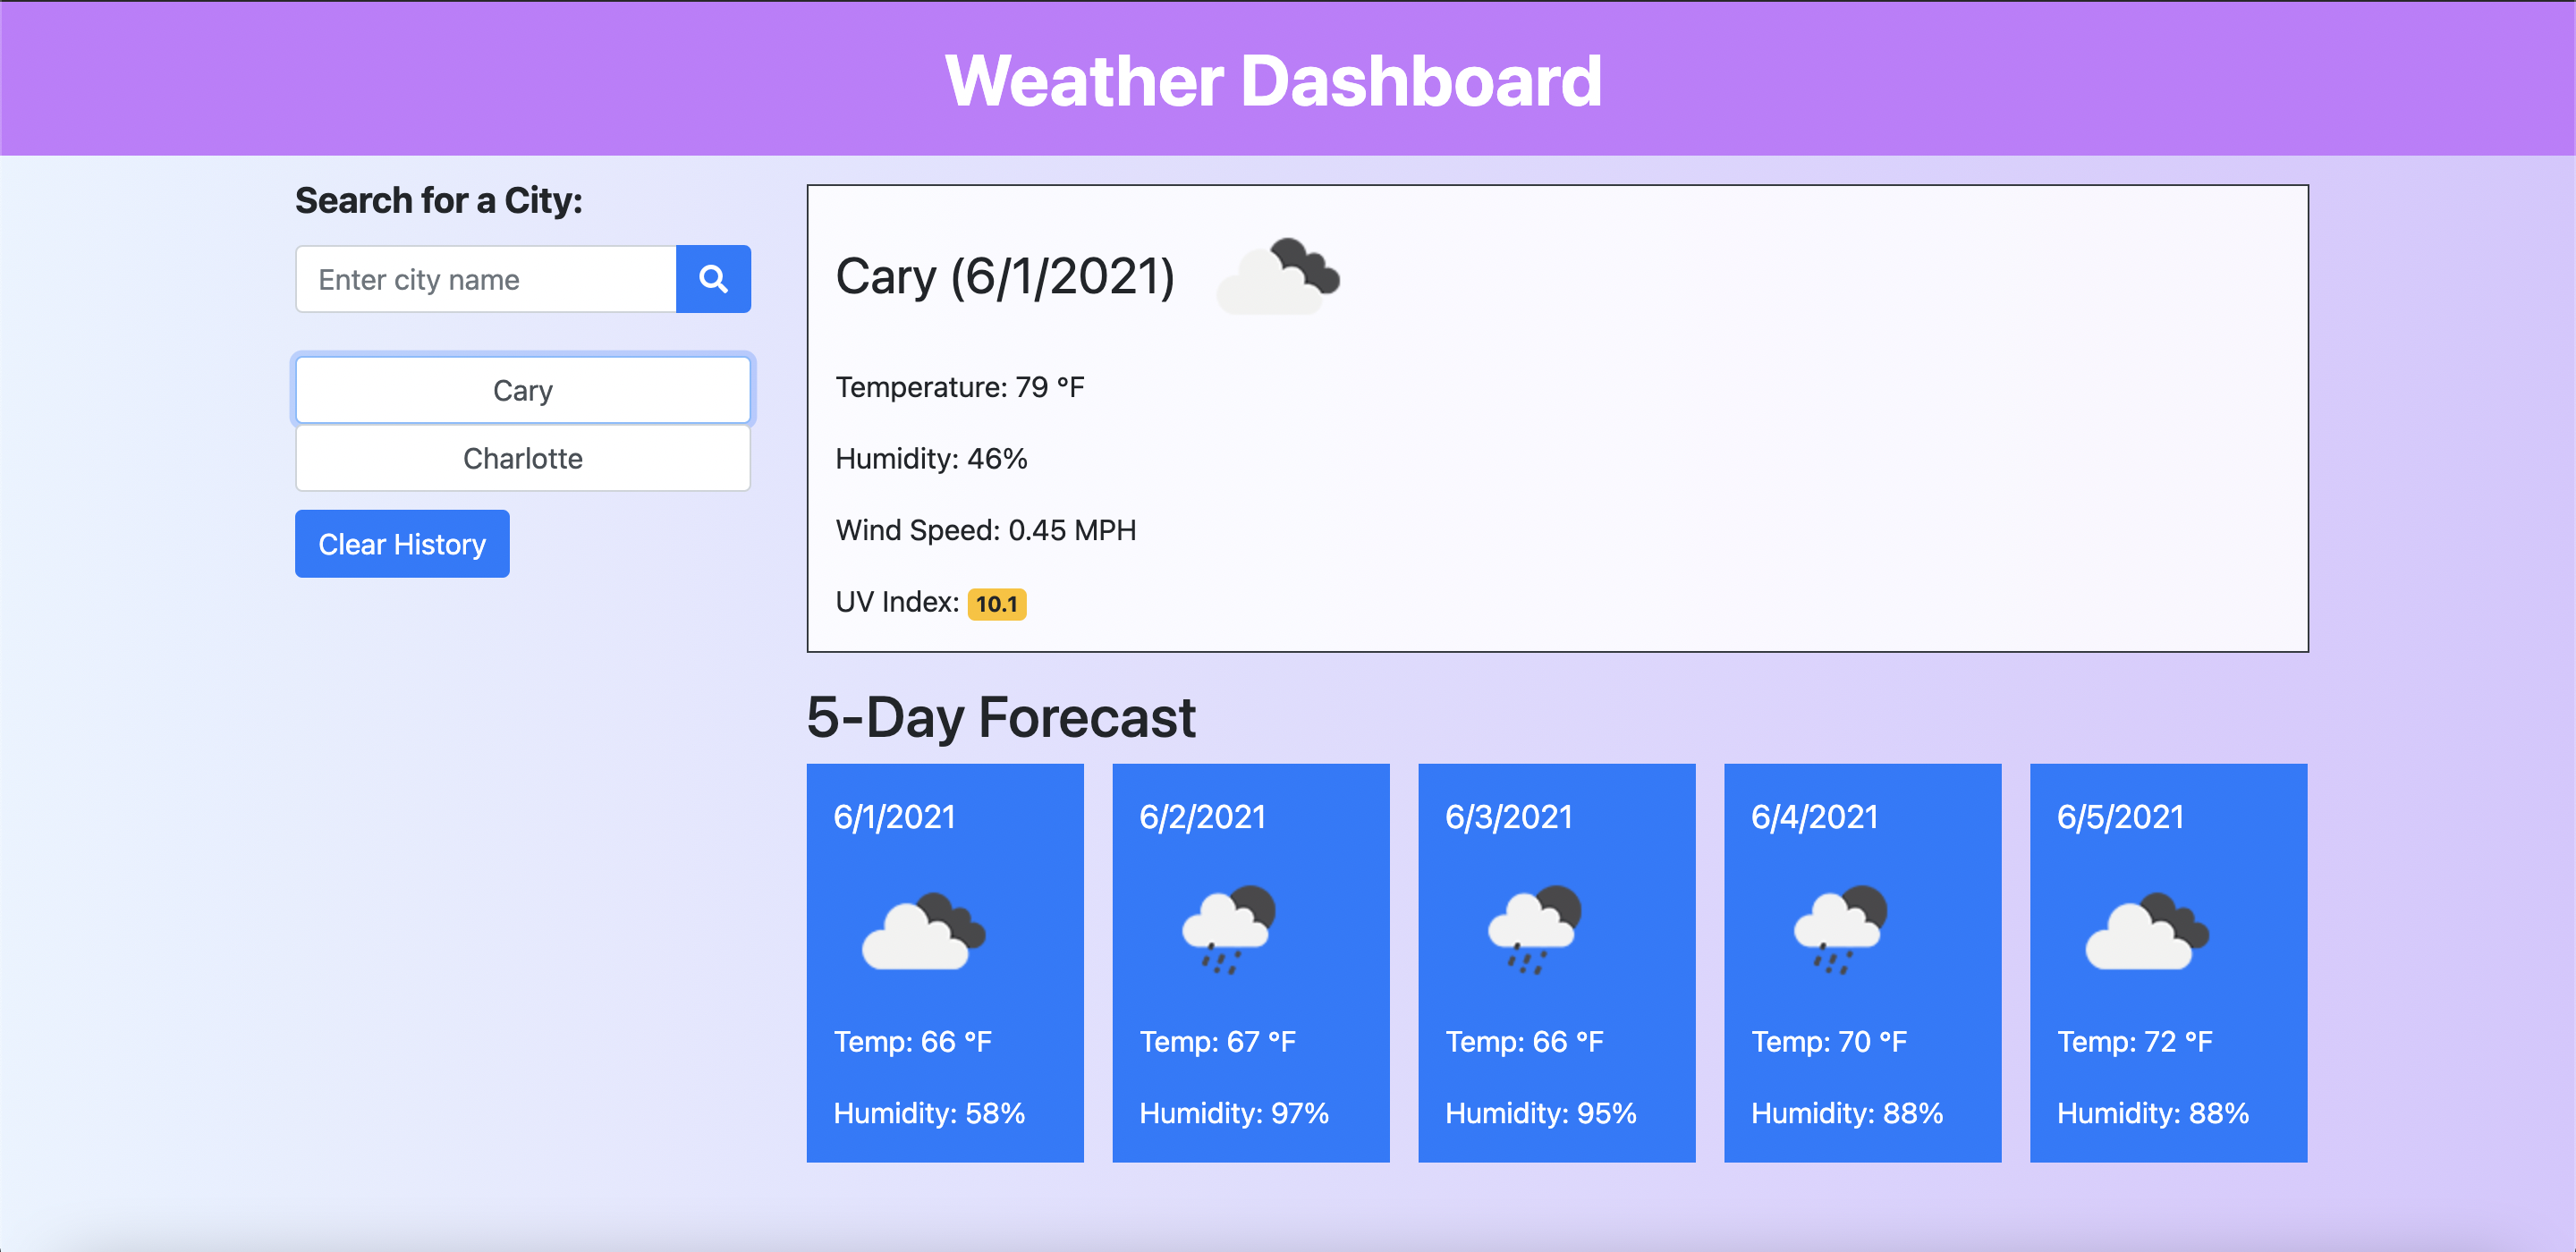 Weather Dashboard
Search for a City:
Enter city name
Cary
Charlotte
Clear History
Cary (6/1/2021)
Temperature: 79 °F
Humidity: 46%
Wind Speed: 0.45 MPH
UV Index: 10.1
5-Day Forecast
6/1/2021
Temp: 66 °F
Humidity: 58%
6/2/2021
Temp: 67 °F
Humidity: 97%
6/3/2021
Temp: 66 °F
Humidity: 95%
6/4/2021
Temp: 70 °F
Humidity: 88%
6/5/2021
Temp: 72 °F
Humidity: 88%